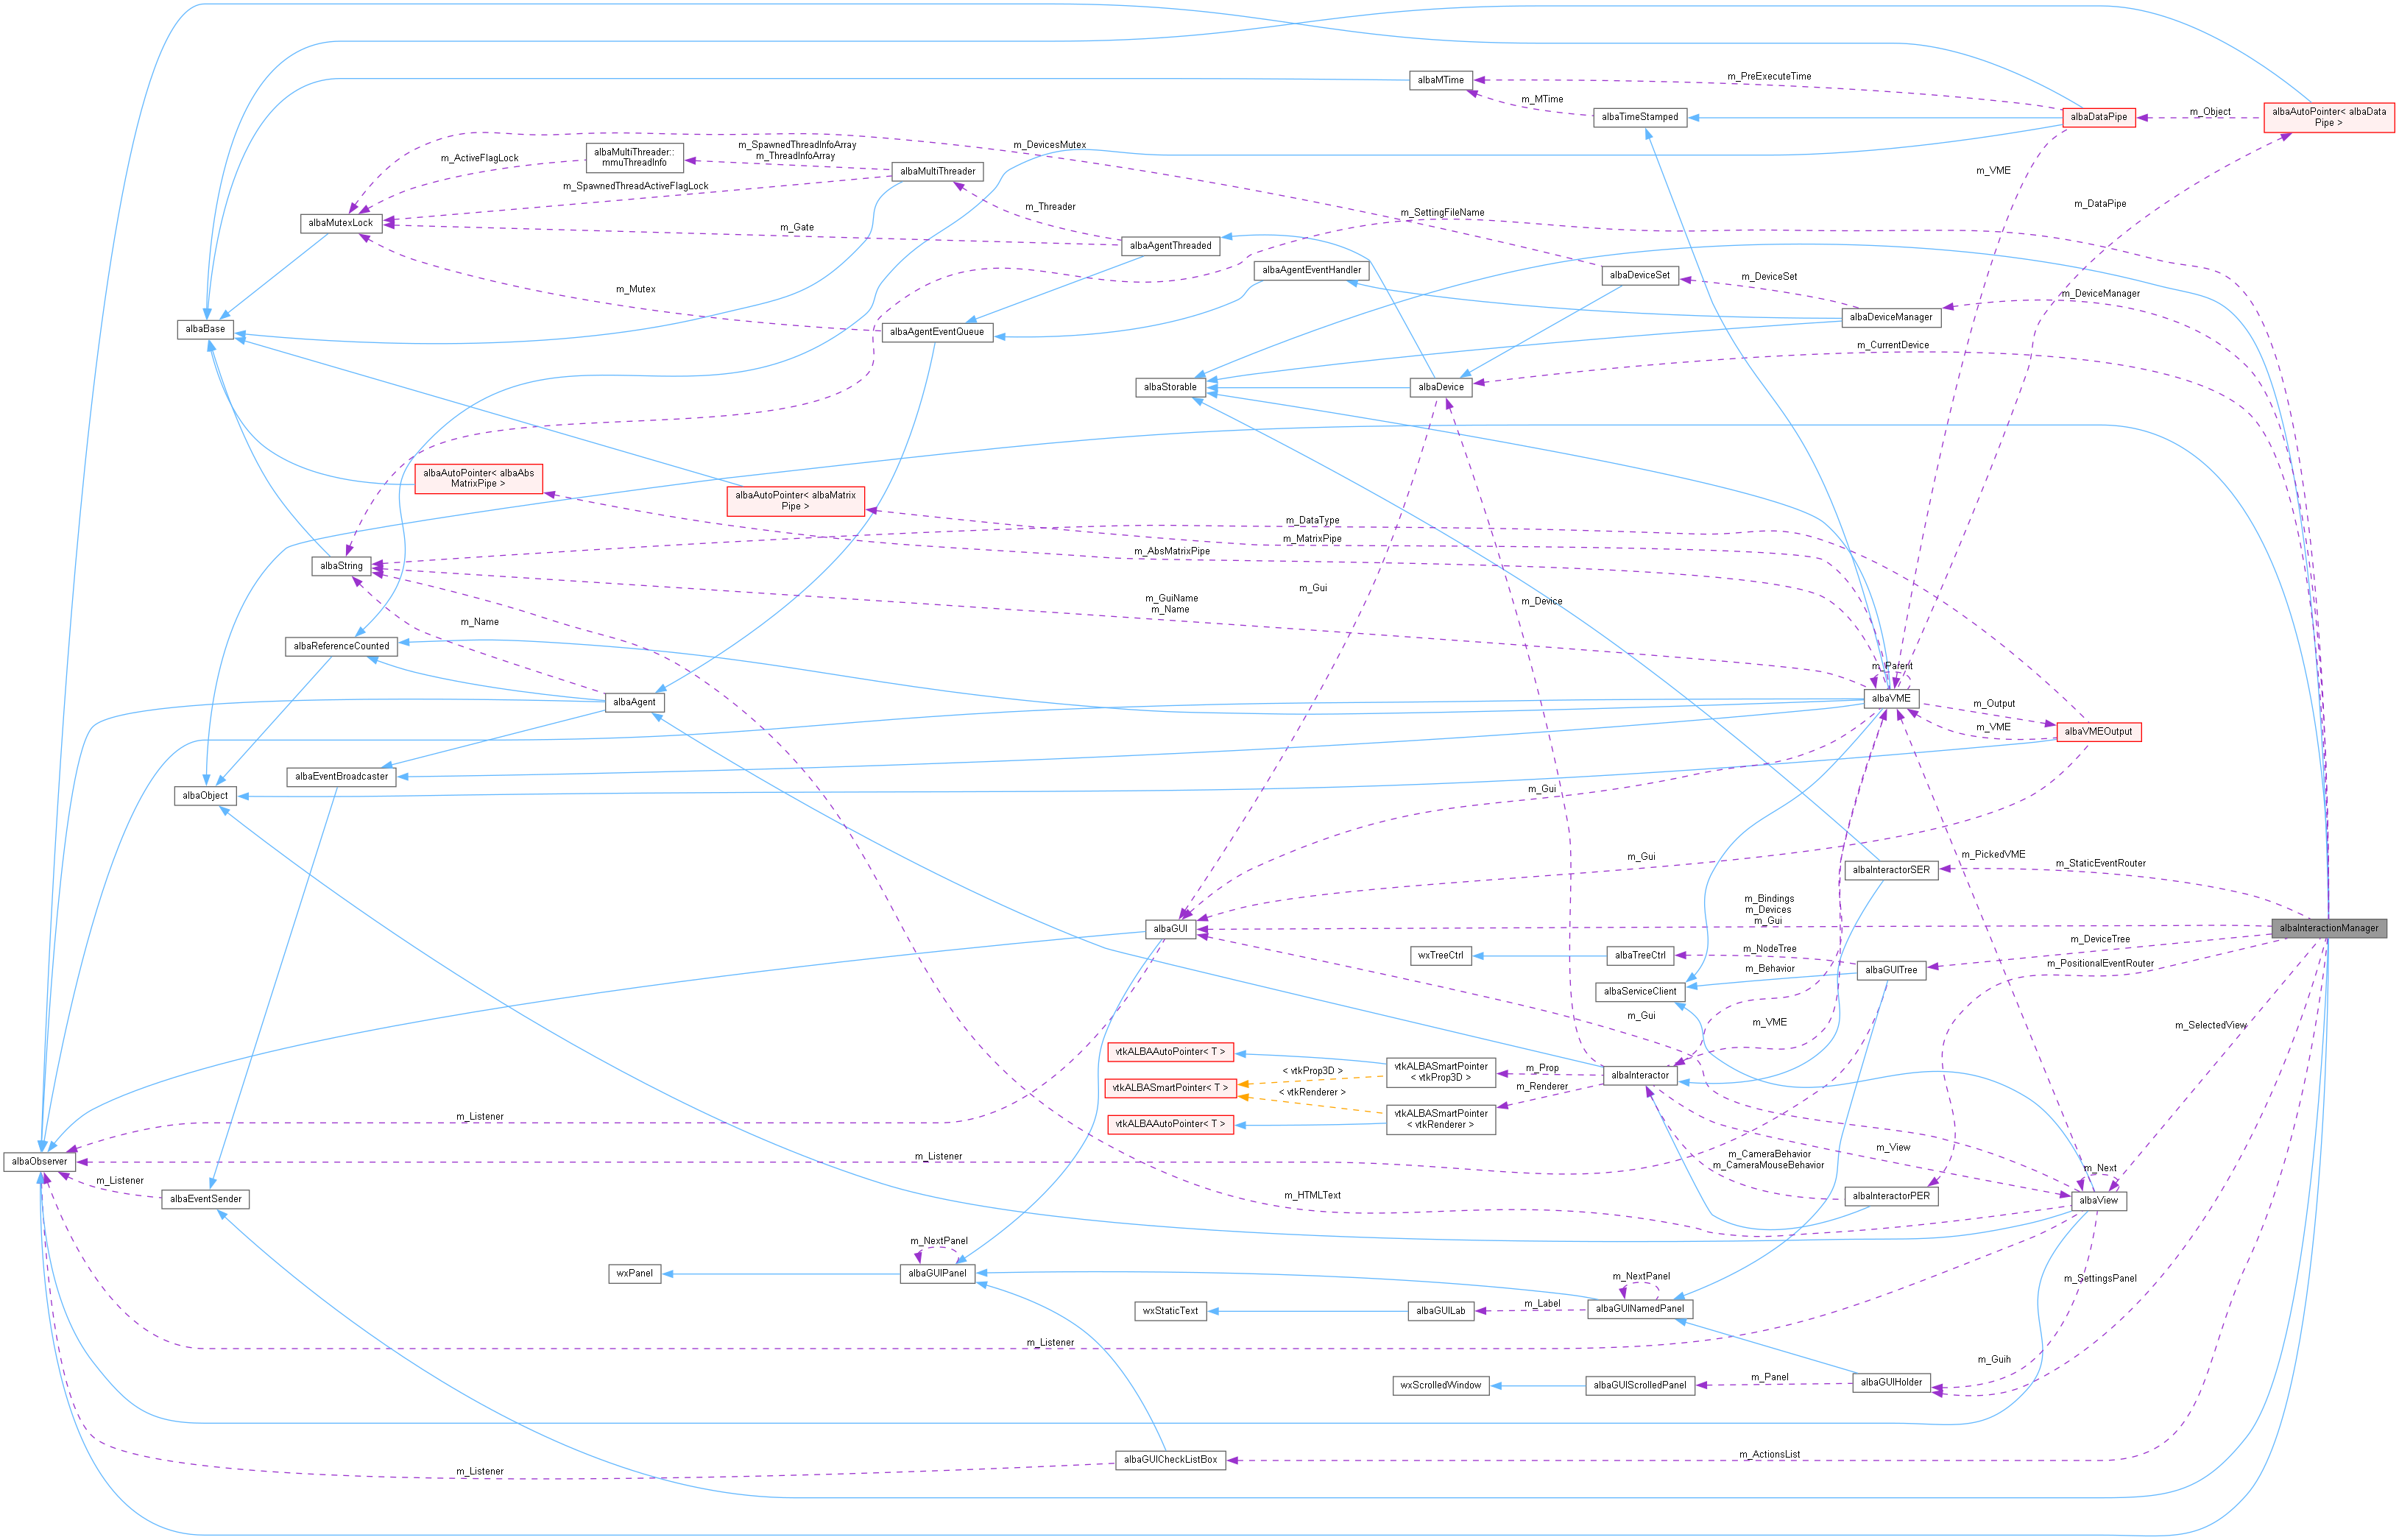 m_PreExecuteTime
albaMTime
m_MTime
albaTimeStamped
albaDataPipe
m_Object
albaAutoPointer< albaData
Pipe >
m_DevicesMutex
m_SpawnedThreadInfoArray
m_ThreadInfoArray
albaMultiThreader::
mmuThreadInfo
m_ActiveFlagLock
albaMultiThreader
m_SpawnedThreadActiveFlagLock
m_VME
m_DataPipe
m_Threader
m_SettingFileName
albaMutexLock
m_Gate
albaAgentThreaded
albaAgentEventHandler
albaDeviceSet
m_DeviceSet
m_DeviceManager
m_Mutex
albaDeviceManager
albaBase
albaAgentEventQueue
m_CurrentDevice
albaStorable
albaDevice
albaAutoPointer< albaAbs
MatrixPipe >
albaAutoPointer< albaMatrix
Pipe >
m_DataType
m_MatrixPipe
m_AbsMatrixPipe
albaString
m_Gui
m_GuiName
m_Name
m_Device
m_Name
albaReferenceCounted
m_Parent
albaVME
albaAgent
m_Output
m_VME
albaVMEOutput
albaEventBroadcaster
albaObject
m_Gui
m_Gui
m_PickedVME
m_StaticEventRouter
albaInteractorSER
m_Bindings
m_Devices
m_Gui
albaGUI
albaInteractionManager
m_DeviceTree
m_NodeTree
wxTreeCtrl
albaTreeCtrl
m_Behavior
albaGUITree
m_PositionalEventRouter
albaServiceClient
m_Gui
m_VME
m_SelectedView
vtkALBAAutoPointer< T >
< vtkProp3D >
vtkALBASmartPointer
< vtkProp3D >
m_Prop
albaInteractor
vtkALBASmartPointer< T >
< vtkRenderer >
m_Renderer
vtkALBAAutoPointer< T >
vtkALBASmartPointer
< vtkRenderer >
m_Listener
m_View
m_CameraBehavior
m_CameraMouseBehavior
m_Listener
albaObserver
m_Next
m_Listener
albaEventSender
m_HTMLText
albaInteractorPER
albaView
m_NextPanel
wxPanel
albaGUIPanel
m_NextPanel
m_SettingsPanel
wxStaticText
albaGUILab
m_Label
albaGUINamedPanel
m_Listener
m_Guih
wxScrolledWindow
albaGUIScrolledPanel
m_Panel
albaGUIHolder
m_ActionsList
albaGUICheckListBox
m_Listener